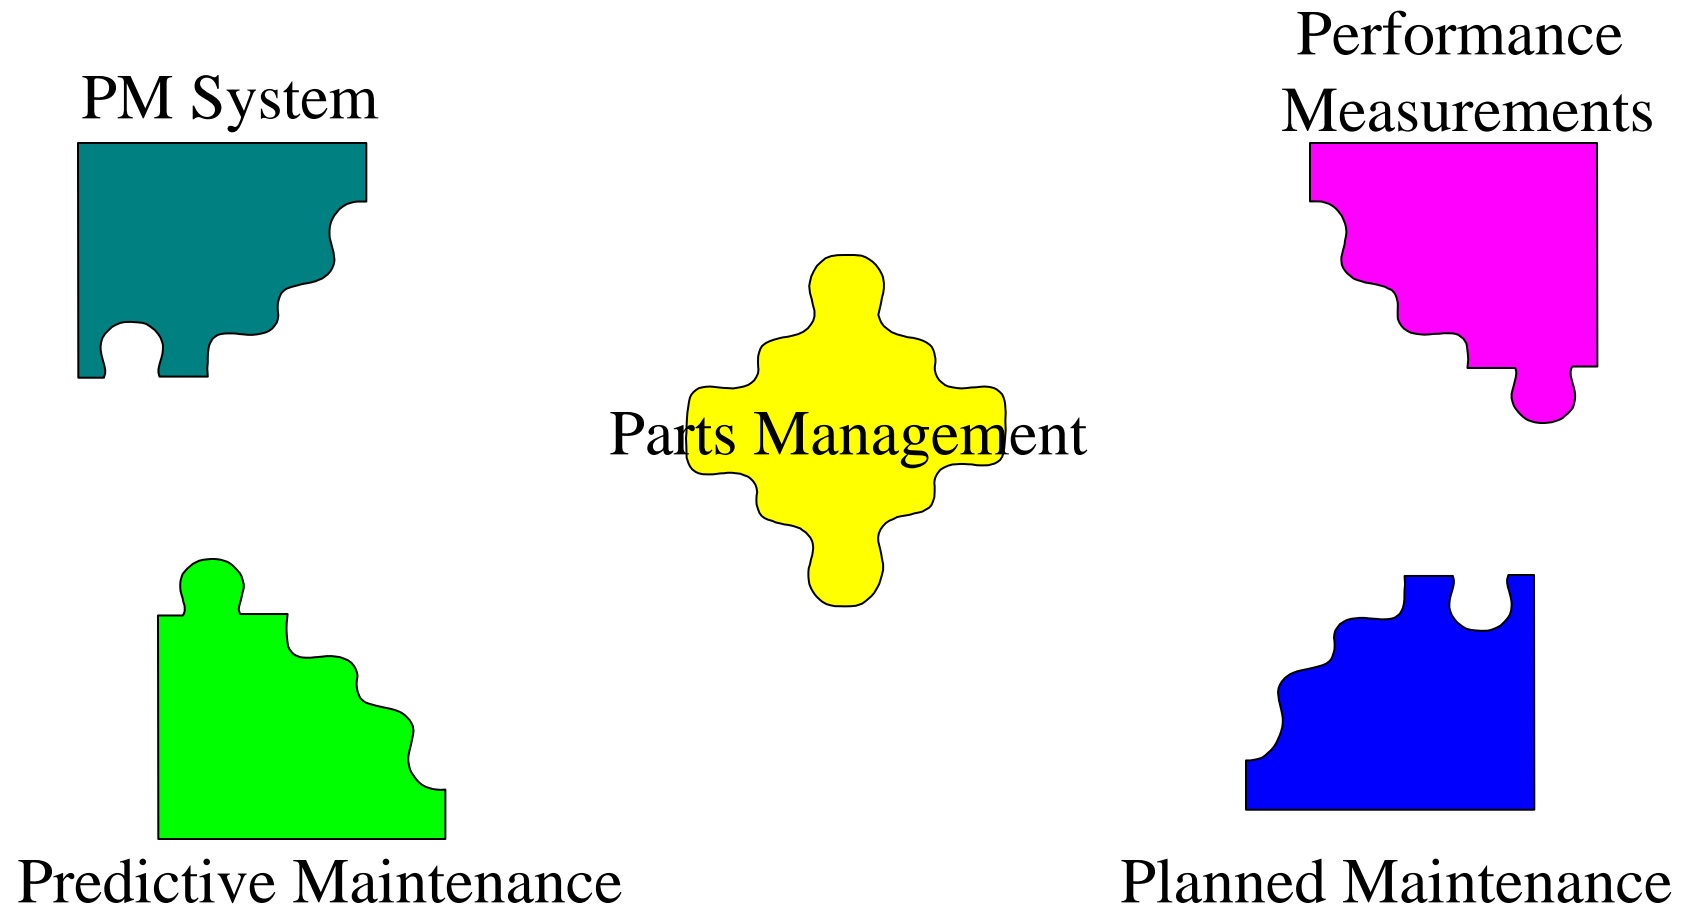 PM System
Performance
Measurements
Parts Management
Predictive Maintenance
Planned Maintenance